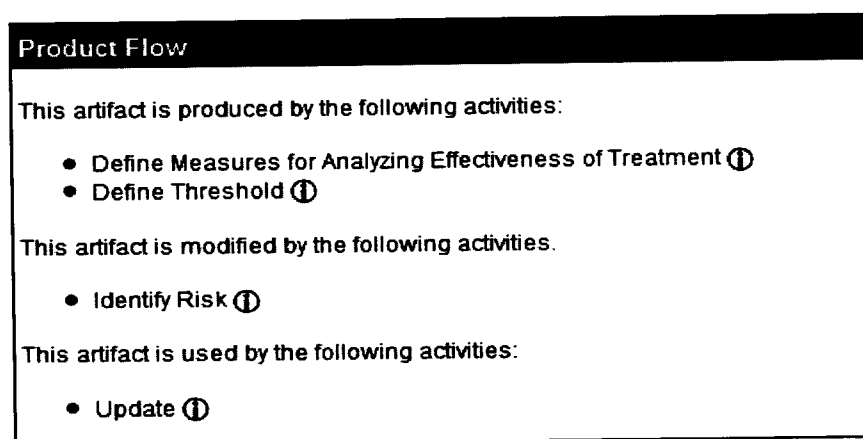 Product Flow
This artifact is produced by the following activities:
• Define Measures for Analyzing Effectiveness of Treatment ⓘ
• Define Threshold ⓘ
This artifact is modified by the following activities.
• Identify Risk ⓘ
This artifact is used by the following activities:
• Update ⓘ